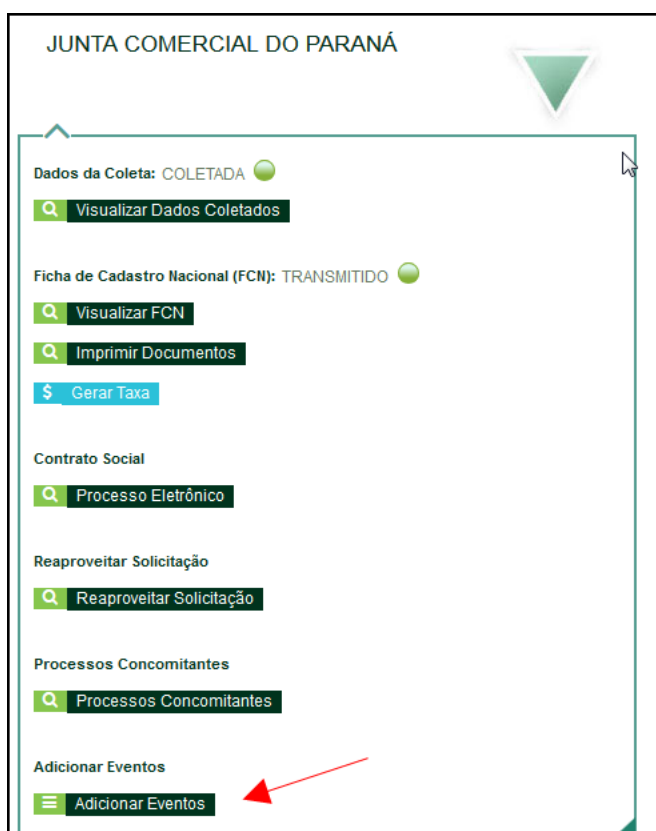 JUNTA COMERCIAL DO PARANÁ
Dados da Coleta: COLETADA
Visualizar Dados Coletados
Ficha de Cadastro Nacional (FCN): TRANSMITIDO
Visualizar FCN
Imprimir Documentos
$ Gerar Taxa
Contrato Social
Processo Eletrônico
Reaproveitar Solicitação
Reaproveitar Solicitação
Processos Concomitantes
Processos Concomitantes
Adicionar Eventos
Adicionar Eventos